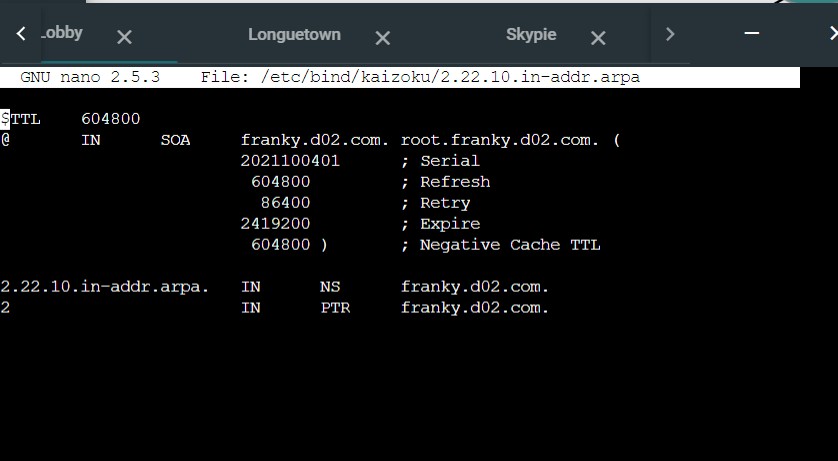 Lobby Longuetown Skypie
GNU nano 2.5.3 File: /etc/bind/kaizoku/2.22.10.in-addr.arpa
$TTL 604800
@ IN SOA franky.d02.com. root.franky.d02.com. (
2021100401 ; Serial
604800 ; Refresh
86400 ; Retry
2419200 ; Expire
604800 ) ; Negative Cache TTL
2.22.10.in-addr.arpa. IN NS franky.d02.com.
2 IN PTR franky.d02.com.